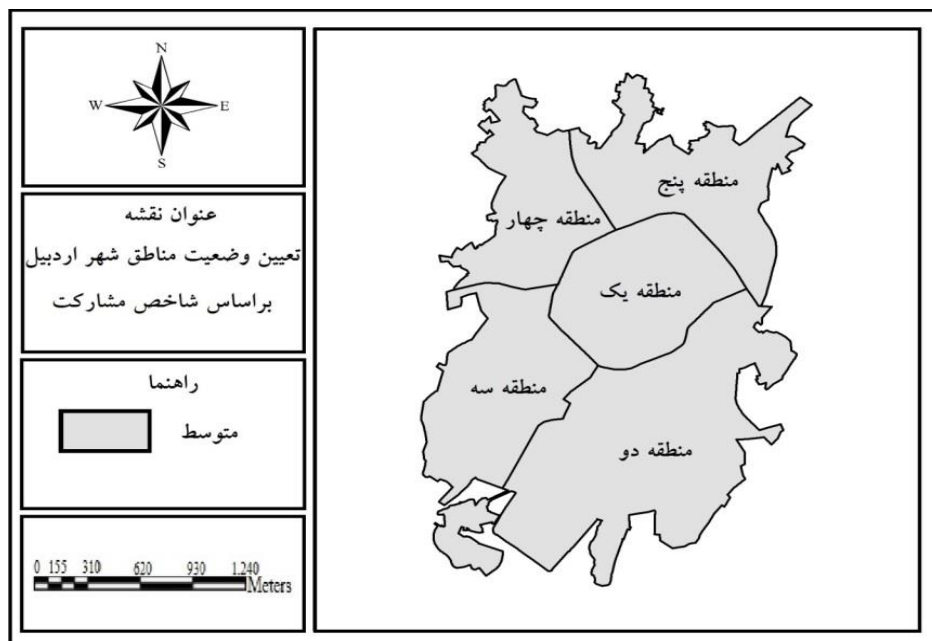 N
W E
S
عنوان نقشه
تعیین وضعیت مناطق شهر اردبیل
براساس شاخص مشارکت
راهنما
متوسط
0 155 310 620 930 1,240
Meters
منطقه پنج
منطقه چهار
منطقه یک
منطقه سه
منطقه دو